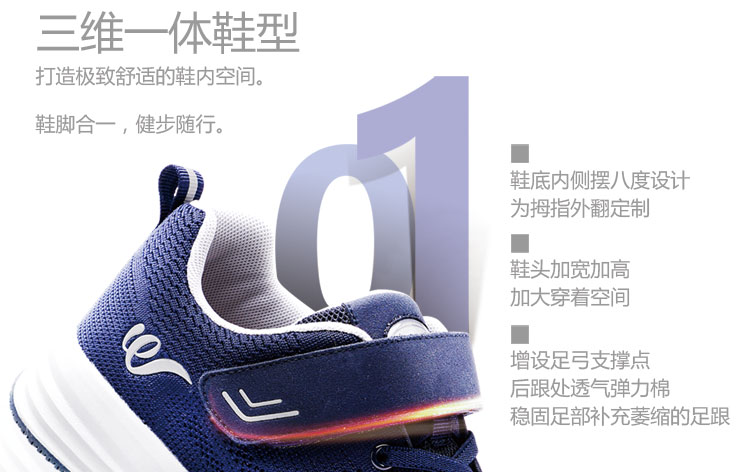 三维一体鞋型
打造极致舒适的鞋内空间。
鞋脚合一，健步随行。
01
鞋底内侧摆八度设计
为拇指外翻定制
鞋头加宽加高
加大穿着空间
增设足弓支撑点
后跟处透气弹力棉
稳固足部补充萎缩的足跟